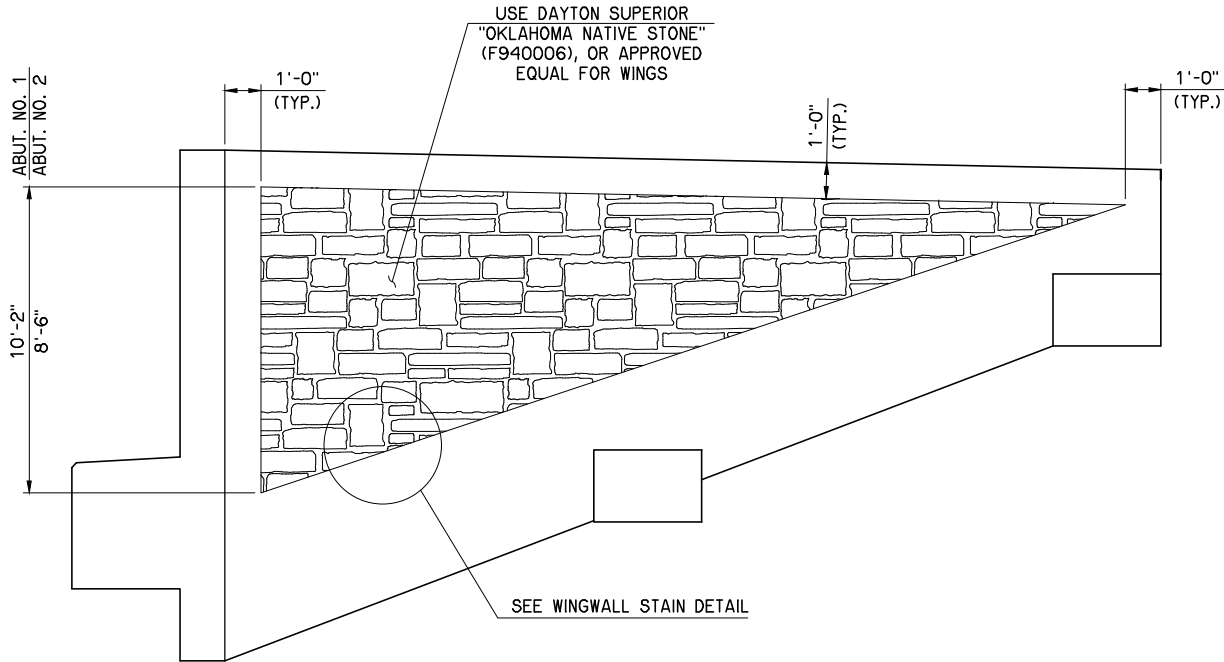 USE DAYTON SUPERIOR
"OKLAHOMA NATIVE STONE"
(F940006), OR APPROVED
EQUAL FOR WINGS
ABUT. NO. 1
ABUT. NO. 2
1'-0"
(TYP.)
1'-0"
(TYP.)
1'-0"
(TYP.)
10'-2"
8'-6"
SEE WINGWALL STAIN DETAIL